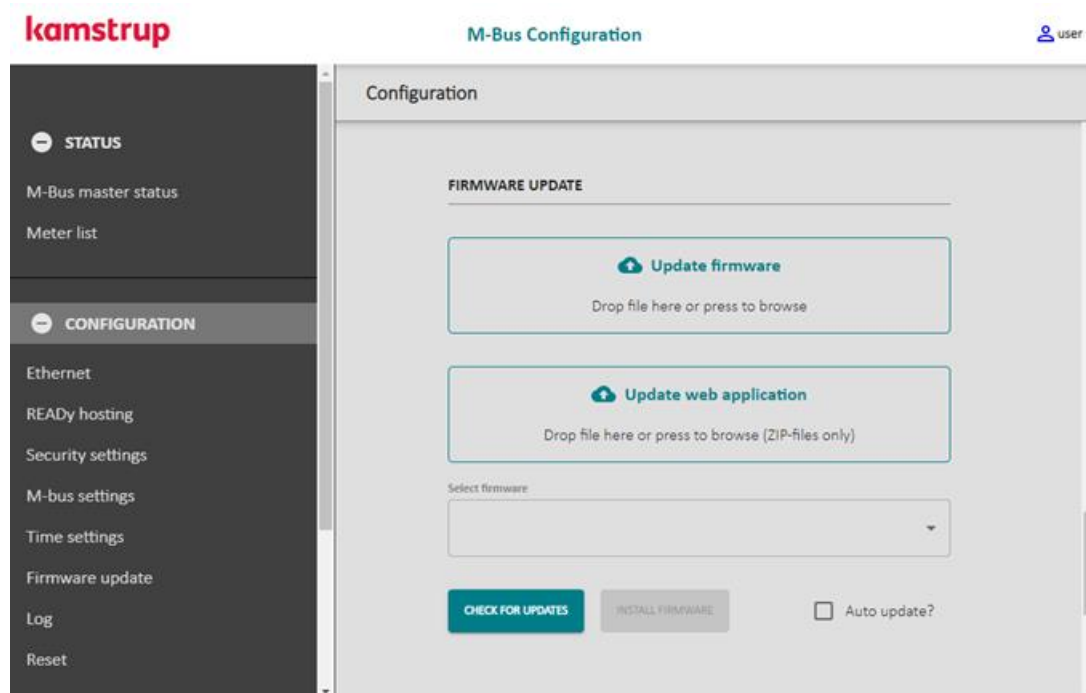 kamstrup
M-Bus Configuration
user
STATUS
M-Bus master status
Meter list
CONFIGURATION
Ethernet
READy hosting
Security settings
M-bus settings
Time settings
Firmware update
Log
Reset
Configuration
FIRMWARE UPDATE
Update firmware
Drop file here or press to browse
Update web application
Drop file here or press to browse (ZIP-files only)
Select firmware
CHECK FOR UPDATES
INSTALL FIRMWARE
Auto update?